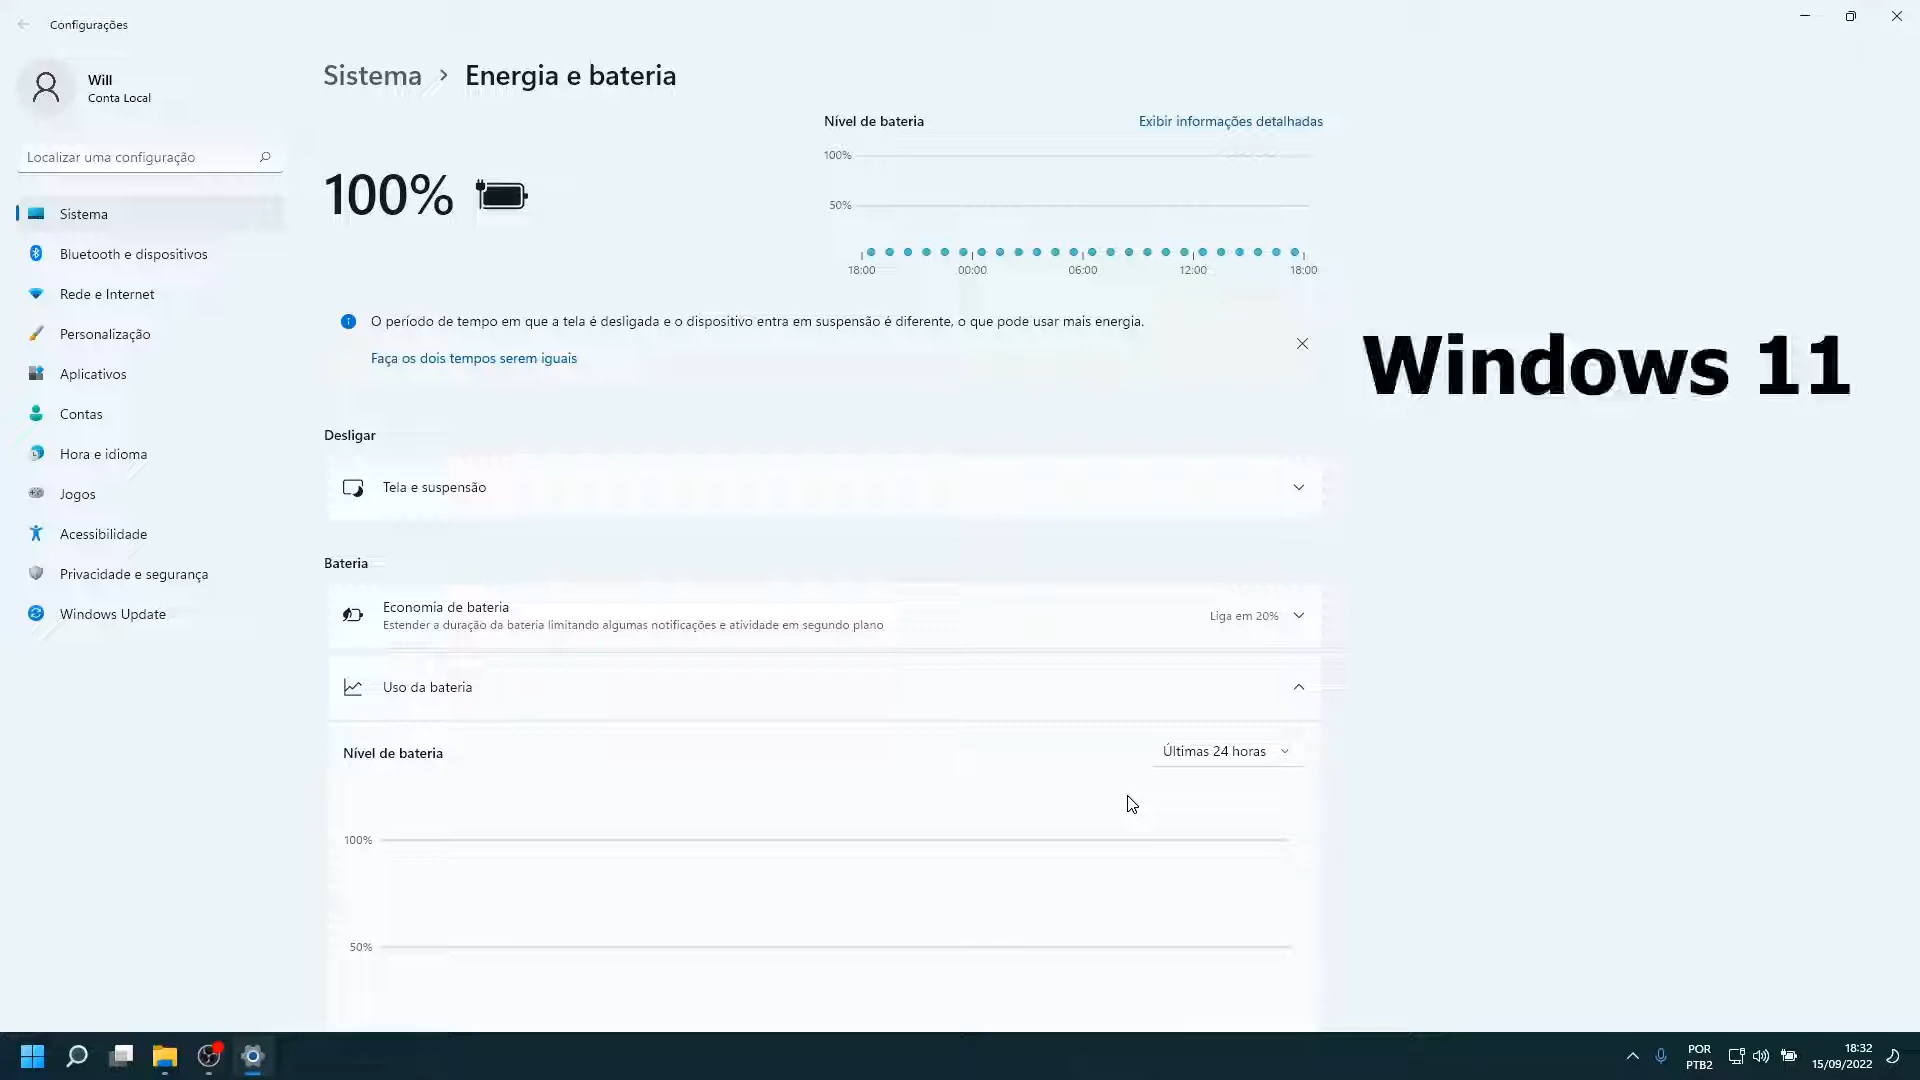 Configurações
Will
Conta Local
Localizar uma configuração
Sistema
Bluetooth e dispositivos
Rede e Internet
Personalização
Aplicativos
Contas
Hora e idioma
Jogos
Acessibilidade
Privacidade e segurança
Windows Update
Sistema > Energia e bateria
100%
Nível de bateria
Exibir informações detalhadas
100%
50%
18:00 00:00 06:00 12:00 18:00
O período de tempo em que a tela é desligada e o dispositivo entra em suspensão é diferente, o que pode usar mais energia.
Faça os dois tempos serem iguais
Windows 11
Desligar
Tela e suspensão
Bateria
Economia de bateria
Estender a duração da bateria limitando algumas notificações e atividade em segundo plano
Liga em 20%
Uso da bateria
Nível de bateria
Últimas 24 horas
100%
50%
POR
PTB2
18:32
15/09/2022